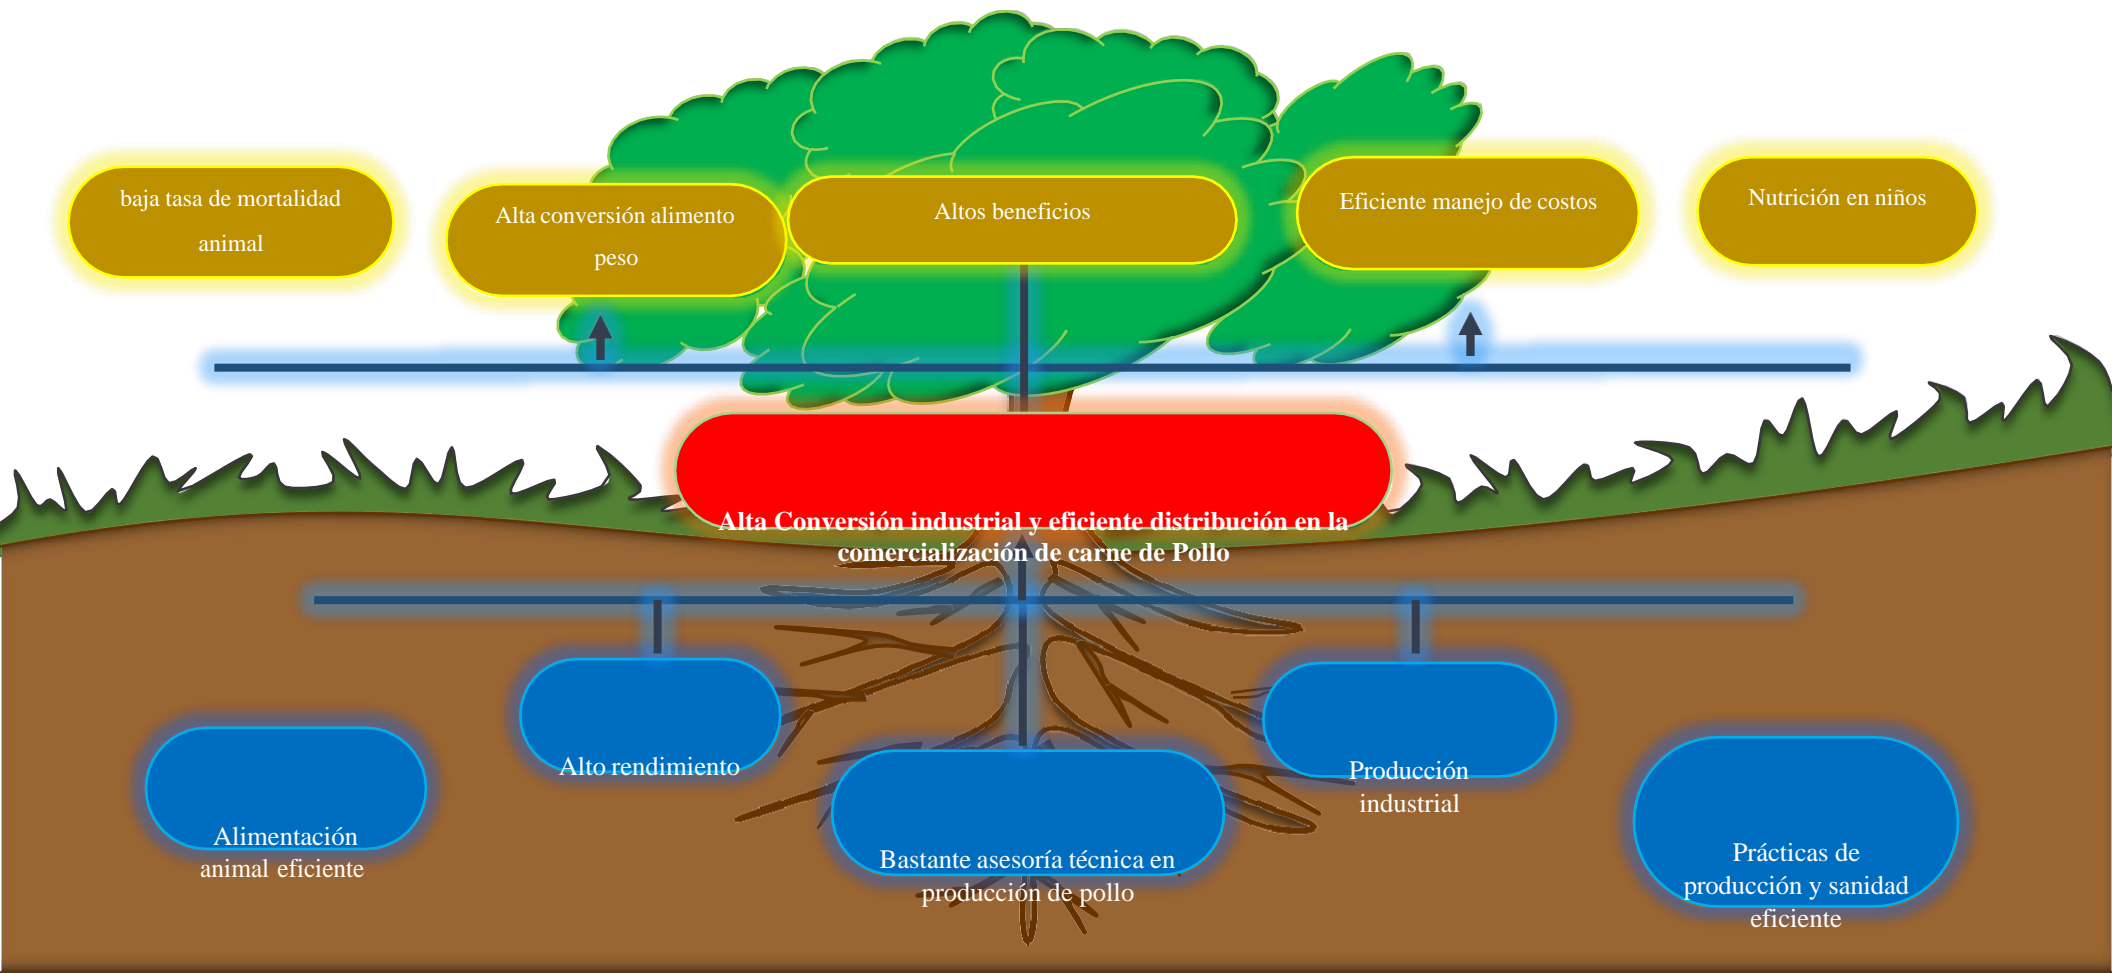 baja tasa de mortalidad
animal
Alta conversión alimento
peso
Altos beneficios
Eficiente manejo de costos
Nutrición en niños
Alta Conversión industrial y eficiente distribución en la
comercialización de carne de Pollo
Alto rendimiento
Producción
industrial
Alimentación
animal eficiente
Bastante asesoría técnica en
producción de pollo
Prácticas de
producción y sanidad
eficiente